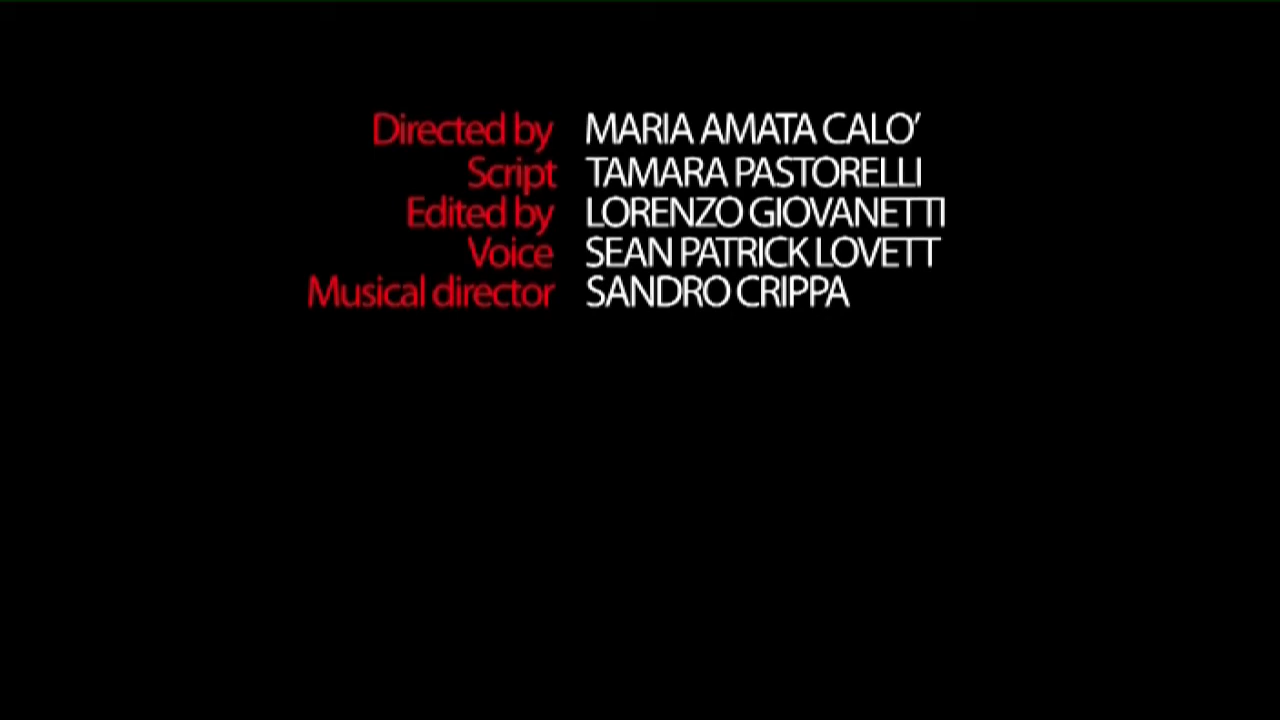 Directed by MARIA AMATA CALO'
Script TAMARA PASTORELLI
Edited by LORENZO GIOVANETTI
Voice SEAN PATRICK LOVETT
Musical director SANDRO CRIPPA